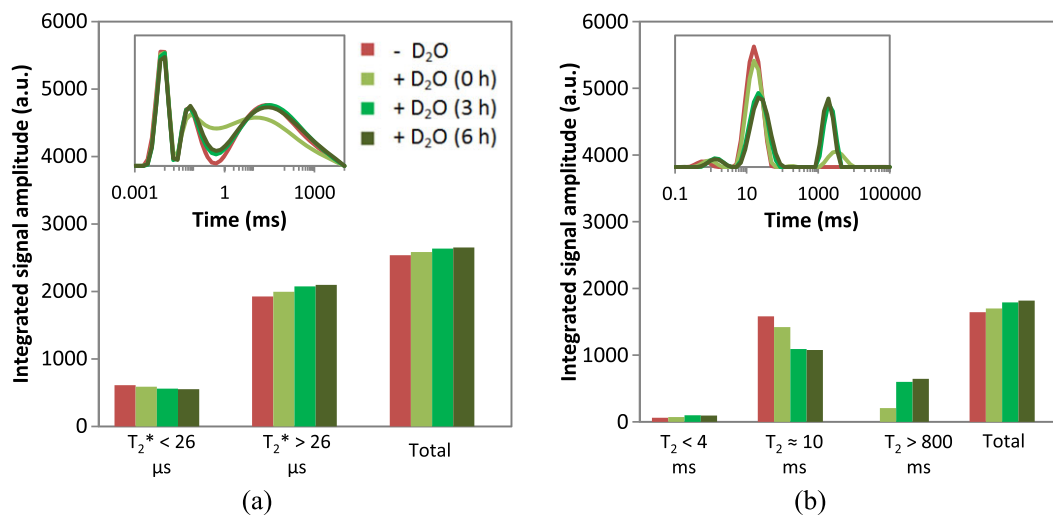 6000
5000
4000
3000
2000
1000
0
Integrated signal amplitude (a.u.)
0.001
1
1000
Time (ms)
- D₂O
+ D₂O (0 h)
+ D₂O (3 h)
+ D₂O (6 h)
T₂* < 26
µs
T₂* > 26
µs
Total
(a)
6000
5000
4000
3000
2000
1000
0
Integrated signal amplitude (a.u.)
0.1
10
1000
100000
Time (ms)
T₂ < 4
ms
T₂ ≈ 10
ms
T₂ > 800
ms
Total
(b)